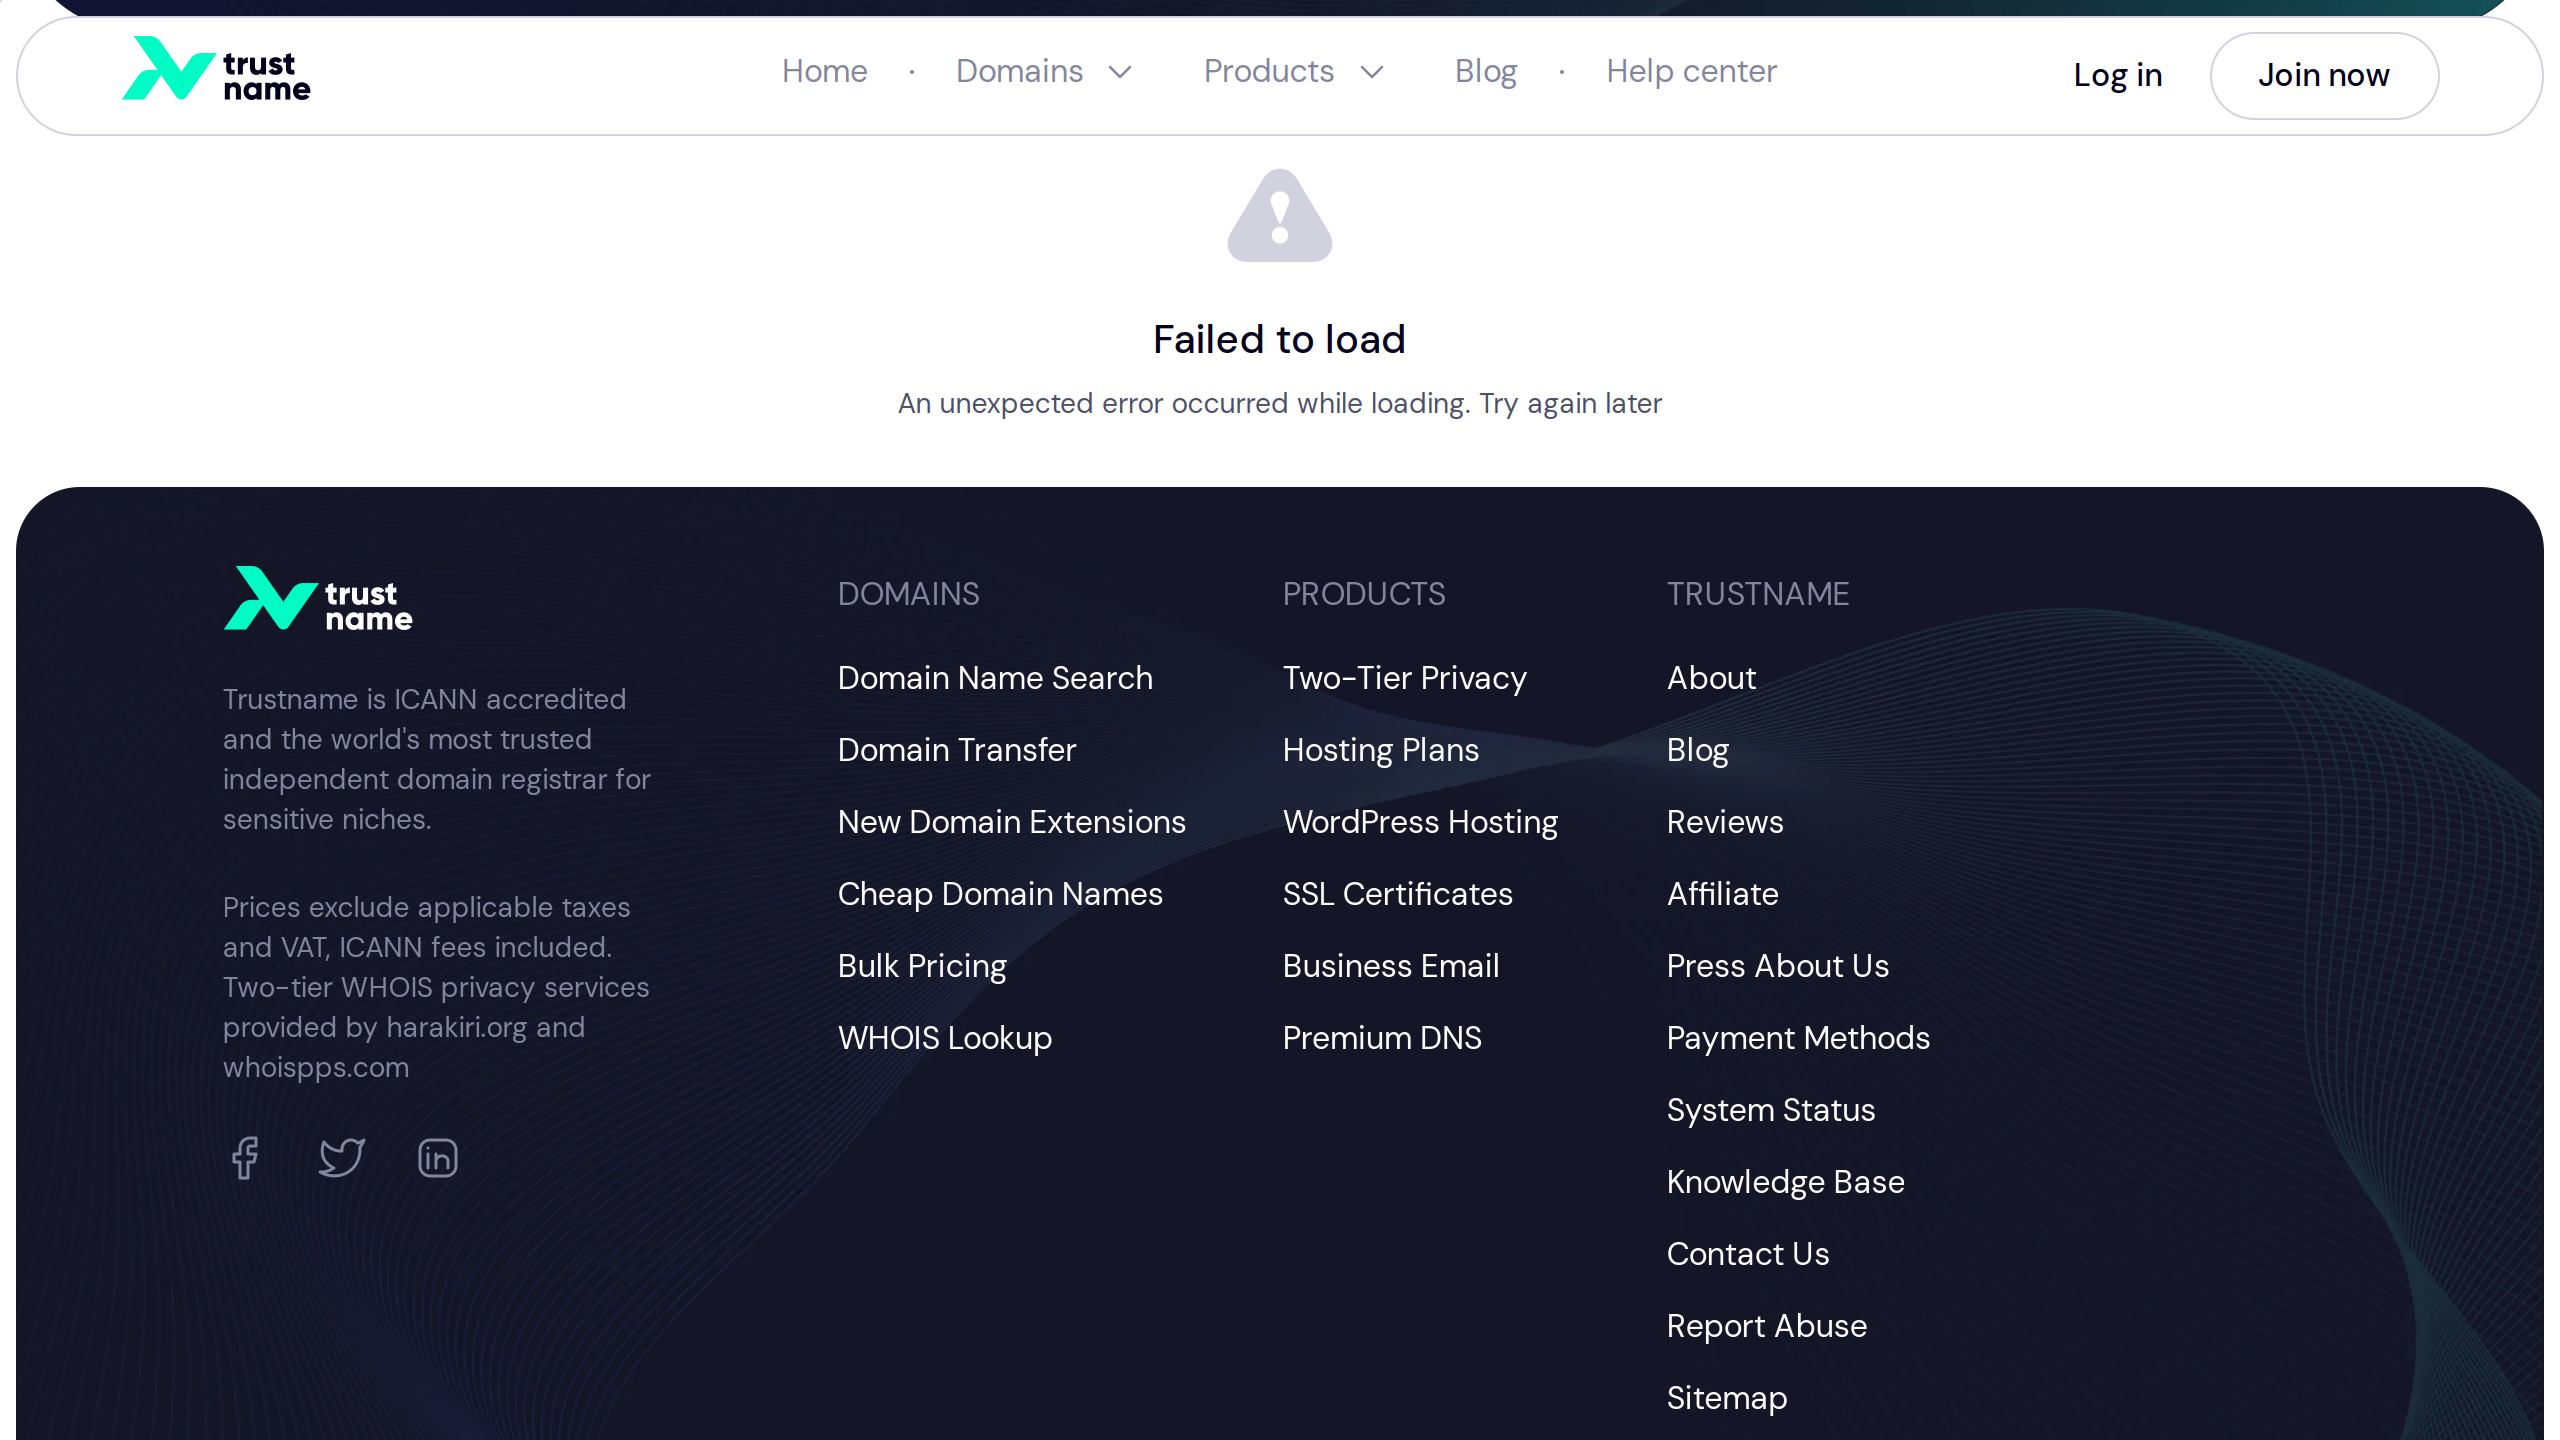 trust
name
Home · Domains Products Blog · Help center
Log in
Join now
Failed to load
An unexpected error occurred while loading. Try again later
trust
name
Trustname is ICANN accredited
and the world's most trusted
independent domain registrar for
sensitive niches.
Prices exclude applicable taxes
and VAT, ICANN fees included.
Two-tier WHOIS privacy services
provided by harakiri.org and
whoispps.com
DOMAINS
Domain Name Search
Domain Transfer
New Domain Extensions
Cheap Domain Names
Bulk Pricing
WHOIS Lookup
PRODUCTS
Two-Tier Privacy
Hosting Plans
WordPress Hosting
SSL Certificates
Business Email
Premium DNS
TRUSTNAME
About
Blog
Reviews
Affiliate
Press About Us
Payment Methods
System Status
Knowledge Base
Contact Us
Report Abuse
Sitemap